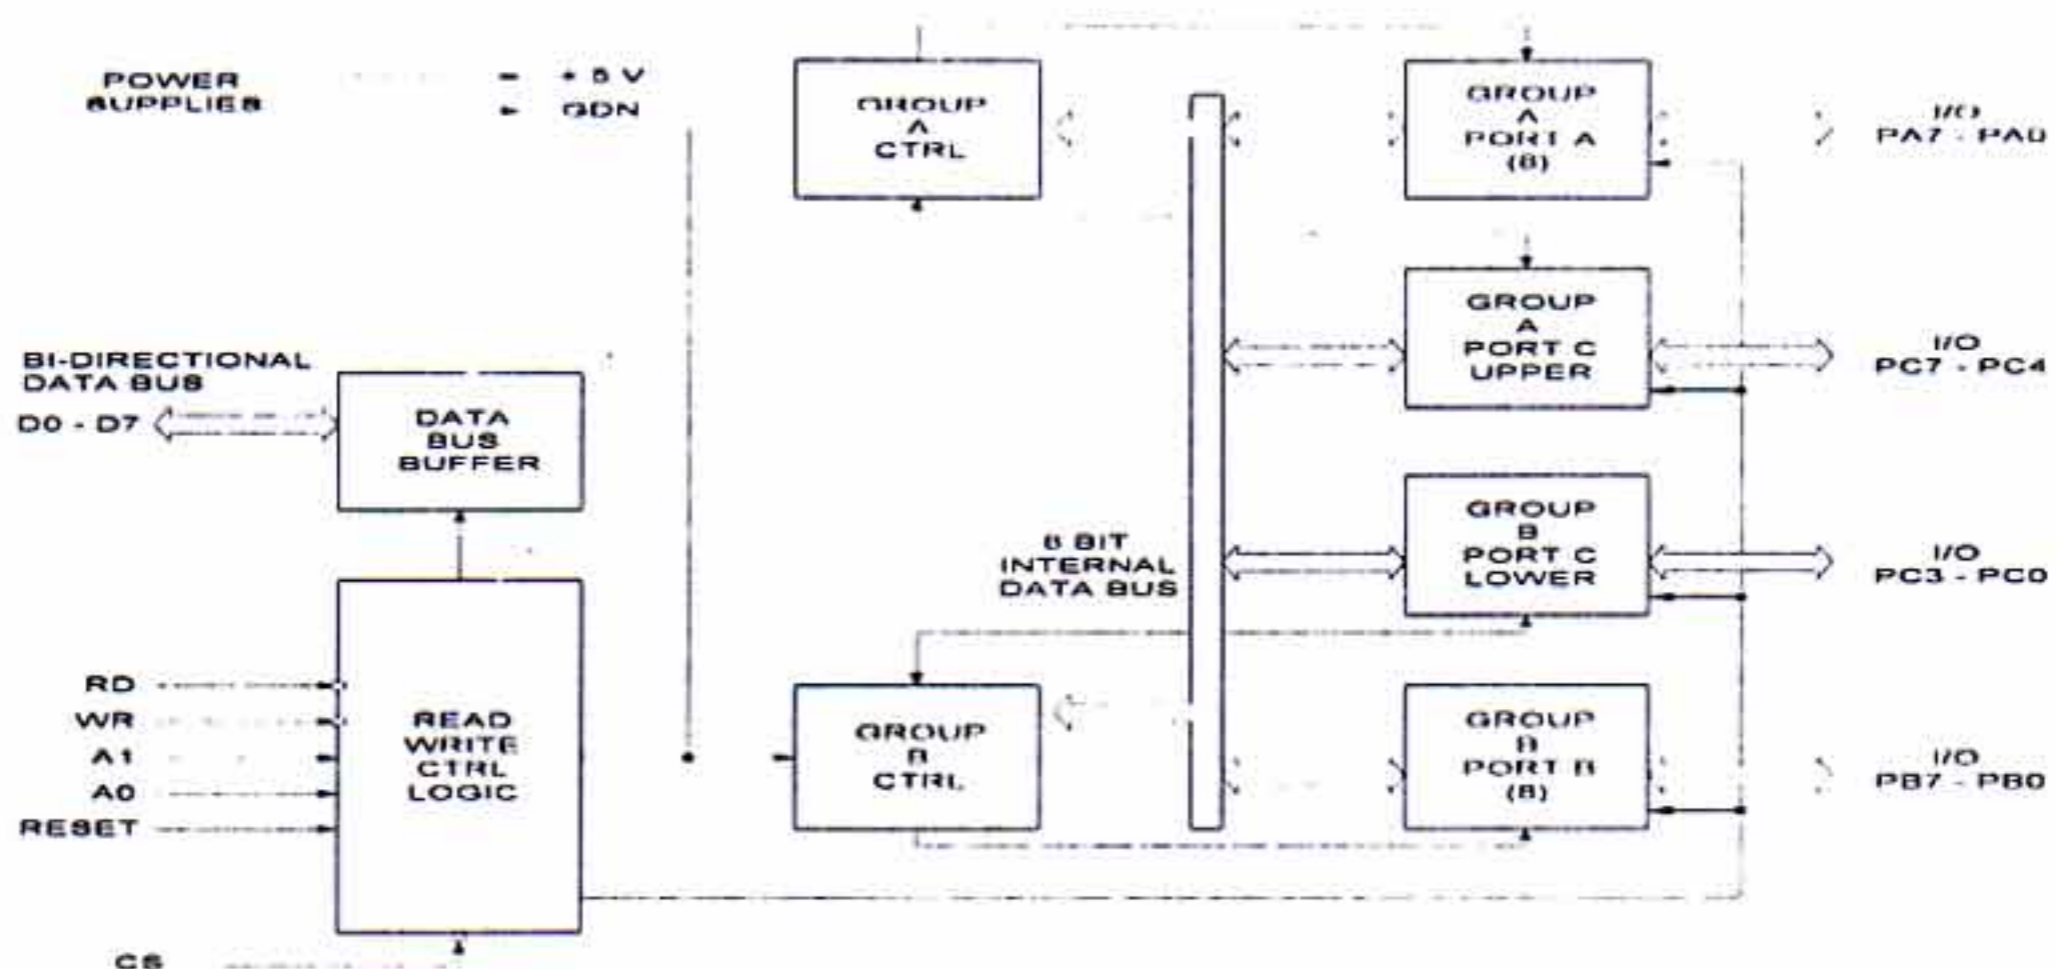 POWER
SUPPLIES
+ 5 V
GDN
GROUP
A
CTRL
GROUP
A
PORT A
(8)
I/O
PA7 - PA0
GROUP
A
PORT C
UPPER
I/O
PC7 - PC4
BI-DIRECTIONAL
DATA BUS
D0 - D7
DATA
BUS
BUFFER
8 BIT
INTERNAL
DATA BUS
GROUP
B
PORT C
LOWER
I/O
PC3 - PC0
RD
WR
A1
A0
RESET
READ
WRITE
CTRL
LOGIC
GROUP
B
CTRL
GROUP
B
PORT B
(8)
I/O
PB7 - PB0
CS